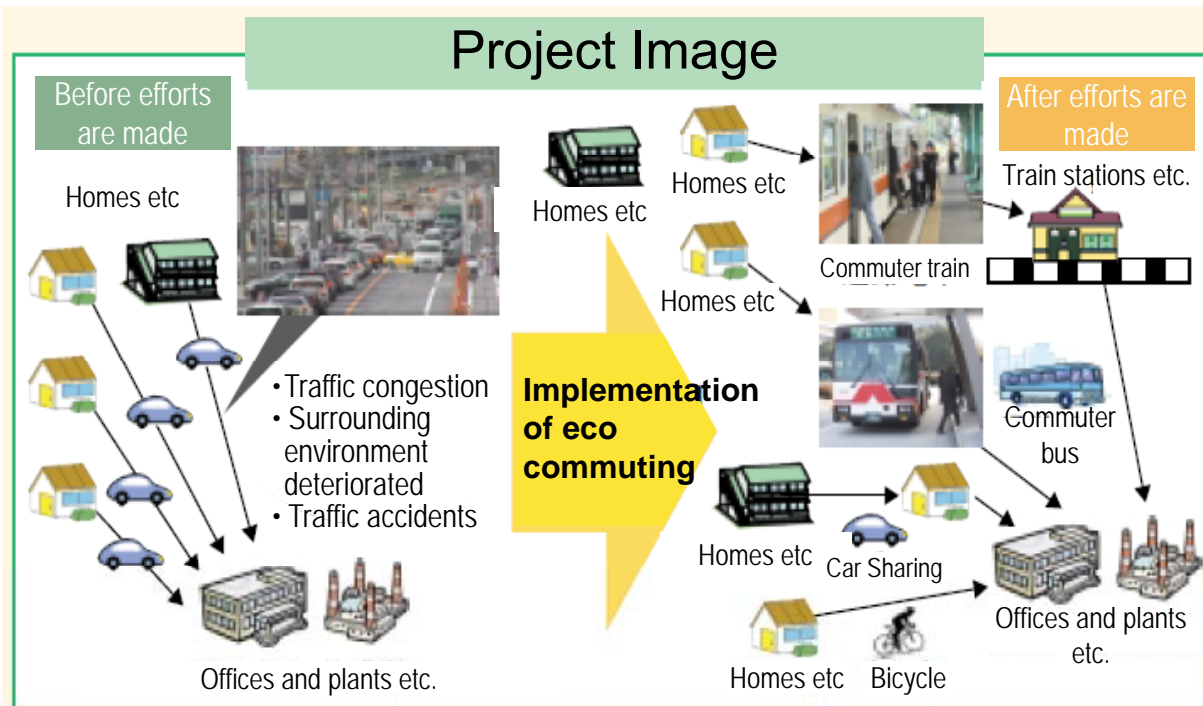 Project Image
Before efforts
are made
Homes etc
• Traffic congestion
• Surrounding
environment
deteriorated
• Traffic accidents
Offices and plants etc.
Implementation
of eco
commuting
After efforts are
made
Homes etc
Homes etc
Train stations etc.
Commuter train
Homes etc
Commuter
bus
Homes etc
Car Sharing
Offices and plants
etc.
Homes etc
Bicycle